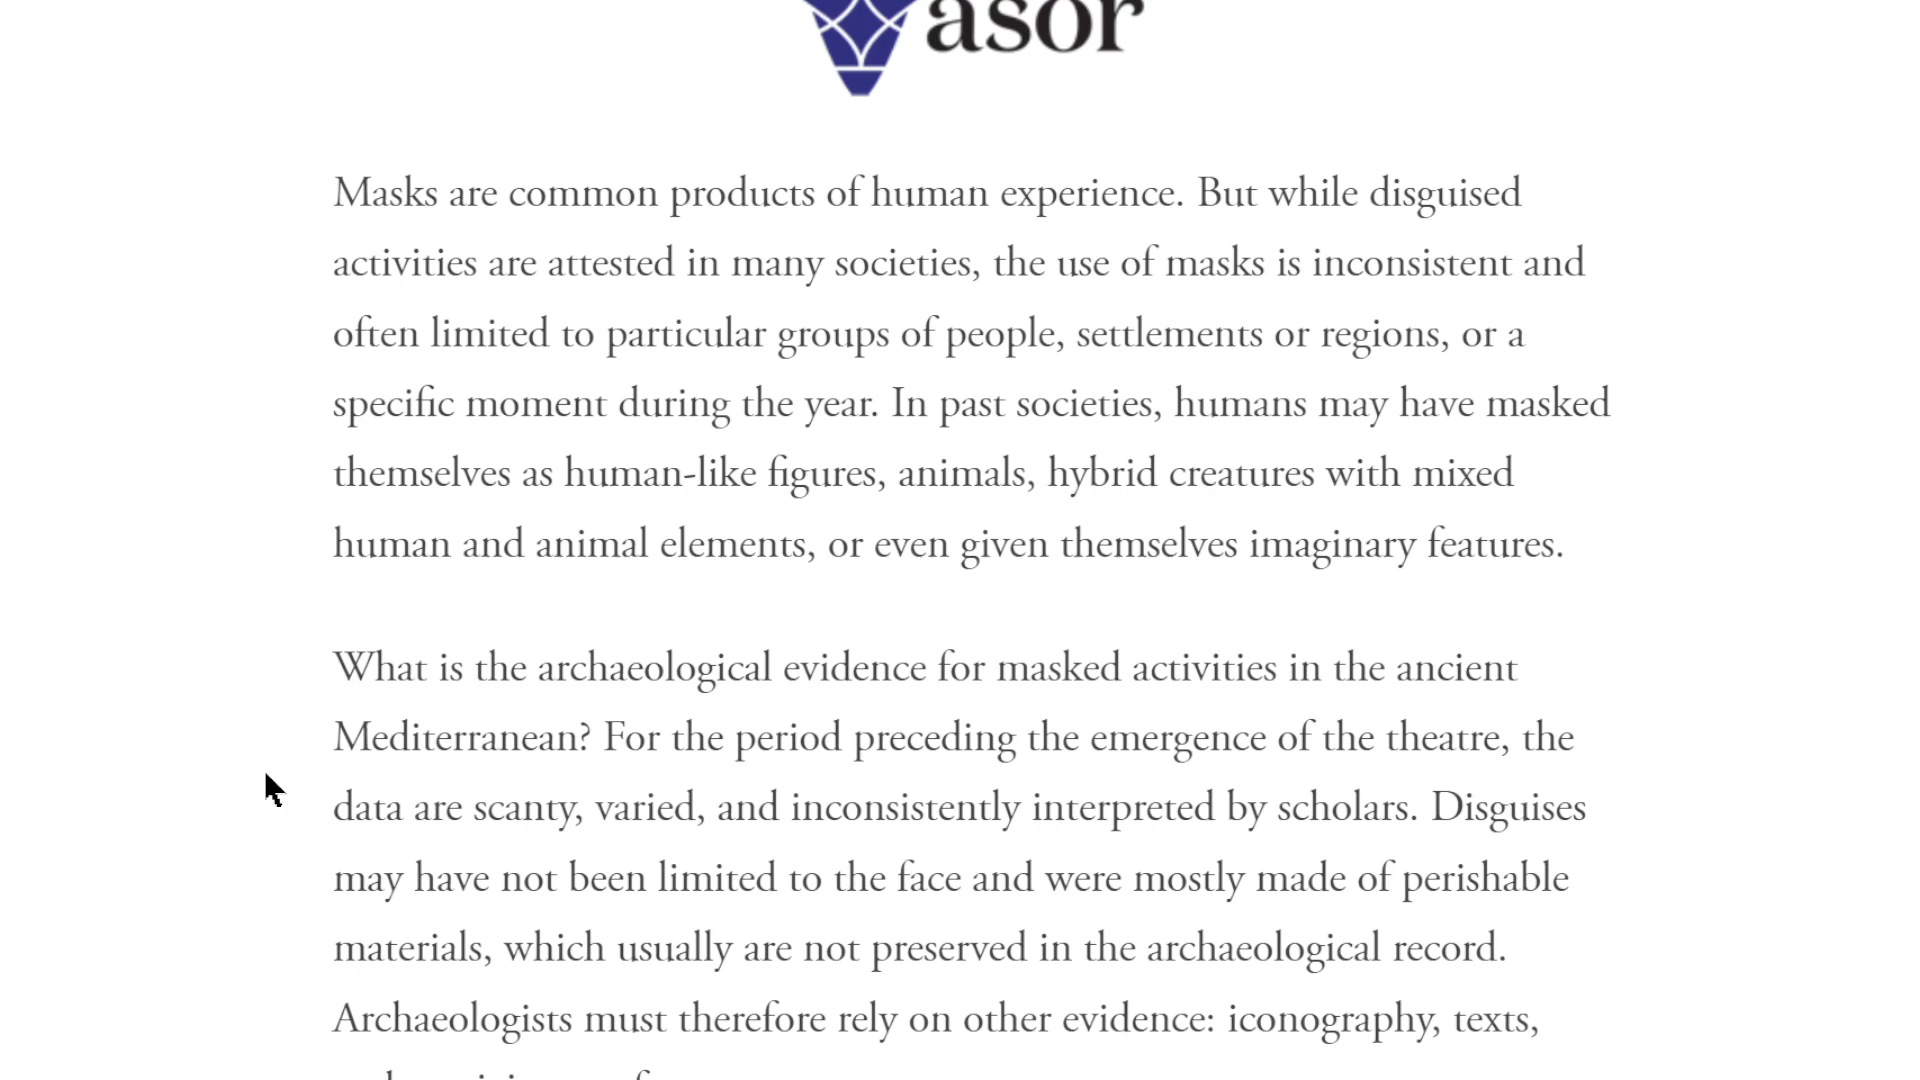 asor
Masks are common products of human experience. But while disguised
activities are attested in many societies, the use of masks is inconsistent and
often limited to particular groups of people, settlements or regions, or a
specific moment during the year. In past societies, humans may have masked
themselves as human-like figures, animals, hybrid creatures with mixed
human and animal elements, or even given themselves imaginary features.
What is the archaeological evidence for masked activities in the ancient
Mediterranean? For the period preceding the emergence of the theatre, the
data are scanty, varied, and inconsistently interpreted by scholars. Disguises
may have not been limited to the face and were mostly made of perishable
materials, which usually are not preserved in the archaeological record.
Archaeologists must therefore rely on other evidence: iconography, texts,